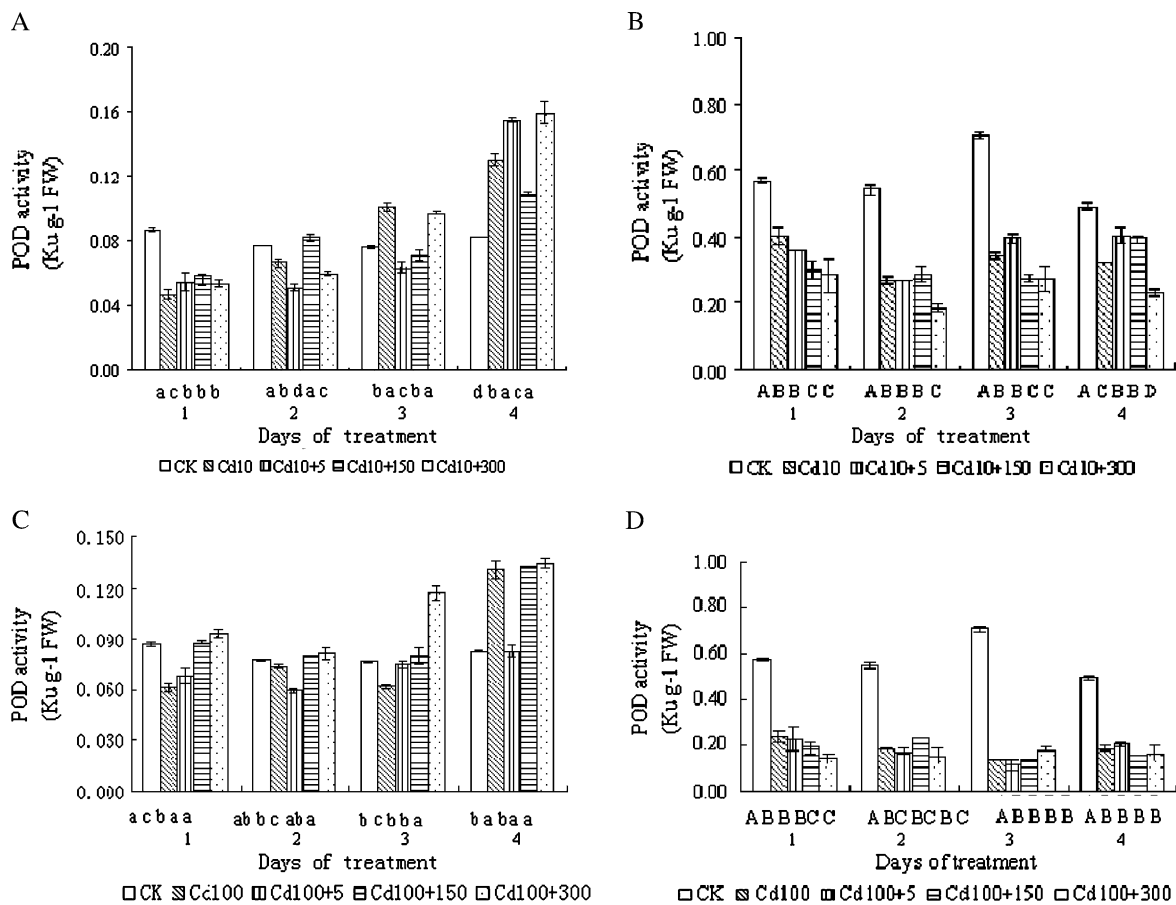 A
0.20
0.16
0.12
0.08
0.04
0.00
POD activity
(Ku g-1 FW)
a c b b b
a b d a c
b a c b a
d b a c a
1 2 3 4
Days of treatment
CK Cd10 Cd10+5 Cd10+150 Cd10+300
B
1.00
0.80
0.60
0.40
0.20
0.00
POD activity
(Ku g-1 FW)
A B B C C
A B B B C
A B B C C
A C B B D
1 2 3 4
Days of treatment
CK Cd10 Cd10+5 Cd10+150 Cd10+300
C
0.150
0.120
0.090
0.060
0.030
0.000
POD activity
(Ku g-1 FW)
a c b a a
ab b c ab a
b c b b a
b a b a a
1 2 3 4
Days of treatment
CK Cd100 Cd100+5 Cd100+150 Cd100+300
D
1.00
0.80
0.60
0.40
0.20
0.00
POD activity
(Ku g-1 FW)
A B B BC C
A BC BC B C
A B B B B
A B B B B
1 2 3 4
Days of treatment
CK Cd100 Cd100+5 Cd100+150 Cd100+300